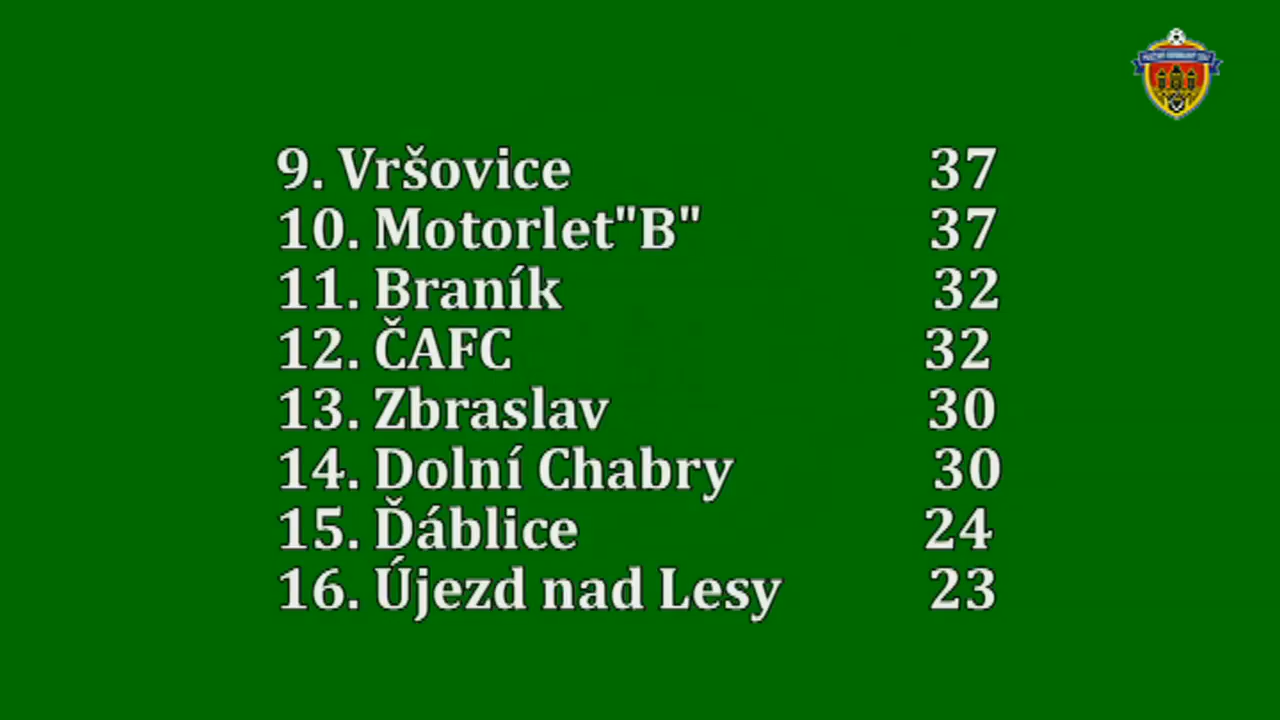 9. Vršovice 37
10. Motorlet"B" 37
11. Braník 32
12. ČAFC 32
13. Zbraslav 30
14. Dolní Chabry 30
15. Ďáblice 24
16. Újezd nad Lesy 23